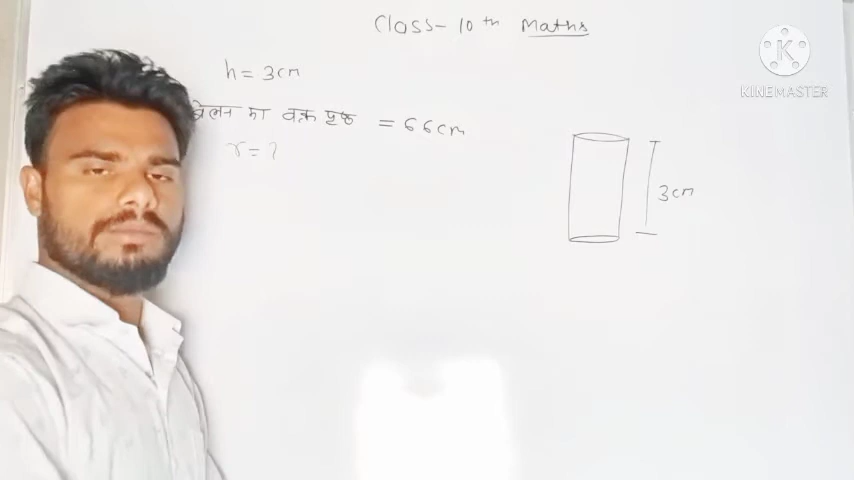 Class-10th Maths
K
KINEMASTER
h = 3cm
बेलन का वक्र पृष्ठ = 66cm
r = ?
3cm